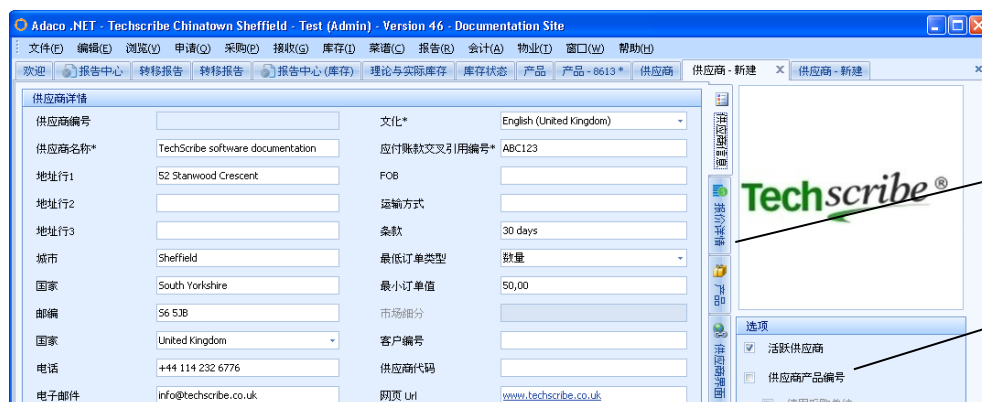 Adaco .NET - Techscribe Chinatown Sheffield - Test (Admin) - Version 46 - Documentation Site
文件(F) 编辑(E) 浏览(V) 申请(Q) 采购(P) 接收(G) 库存(I) 菜谱(C) 报告(R) 会计(A) 物业(T) 窗口(W) 帮助(H)
欢迎 报告中心 转移报告 转移报告 报告中心 (库存) 理论与实际库存 库存状态 产品 产品 - 8613 * 供应商 供应商 - 新建 x 供应商 - 新建 x
供应商详情
供应商编号 文化* English (United Kingdom)
供应商名称* TechScribe software documentation 应付账款交叉引用编号* ABC123
地址行1 52 Stanwood Crescent FOB
地址行2 运输方式
地址行3 条款 30 days
城市 Sheffield 最低订单类型 数量
国家 South Yorkshire 最小订单值 50,00
邮编 S6 5JB 市场细分
国家 United Kingdom 客户编号
电话 +44 114 232 6776 供应商代码
电子邮件 info@techscribe.co.uk 网页 Url www.techscribe.co.uk
供应商信息
报价详情
产品
供应商界面
Techscribe ®
选项
活跃供应商
供应商产品编号